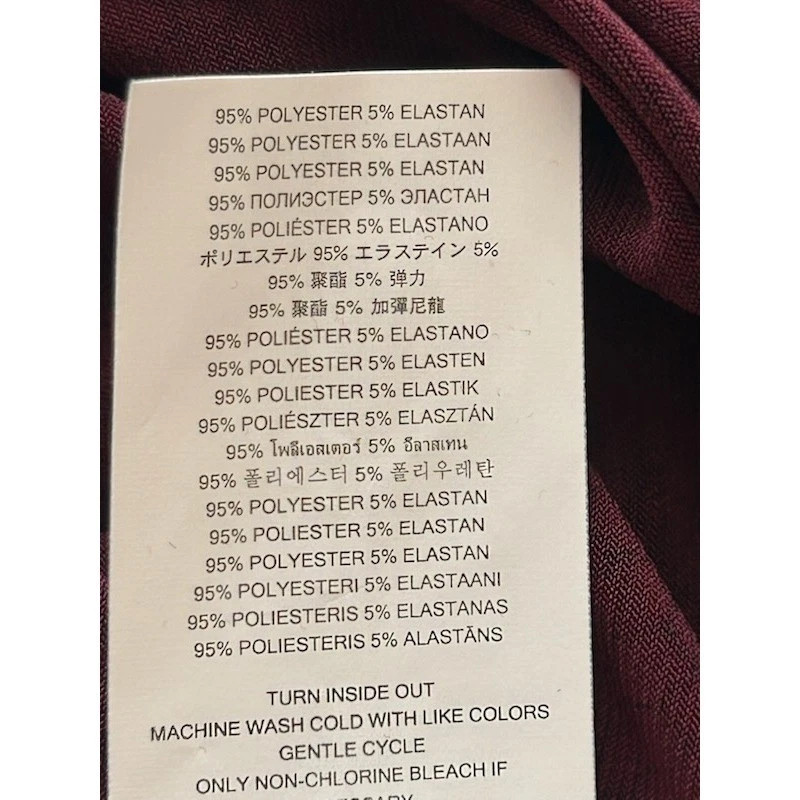 95% POLYESTER 5% ELASTAN
95% POLYESTER 5% ELASTAAN
95% POLYESTER 5% ELASTAN
95% ПОЛИЭСТЕР 5% ЭЛАСТАН
95% POLIÉSTER 5% ELASTANO
ポリエステル 95% エラステイン 5%
95% 聚酯 5% 弹力
95% 聚酯 5% 加彈尼龍
95% POLIÉSTER 5% ELASTANO
95% POLYESTER 5% ELASTEN
95% POLIESTER 5% ELASTIK
95% POLIÉSZTER 5% ELASZTÁN
95% โพลีเอสเตอร์ 5% อีลาสเทน
95% 폴리에스터 5% 폴리우레탄
95% POLYESTER 5% ELASTAN
95% POLIESTER 5% ELASTAN
95% POLYESTER 5% ELASTAN
95% POLYESTERI 5% ELASTAANI
95% POLIESTERIS 5% ELASTANAS
95% POLIESTERIS 5% ALASTĀNS
TURN INSIDE OUT
MACHINE WASH COLD WITH LIKE COLORS
GENTLE CYCLE
ONLY NON-CHLORINE BLEACH IF